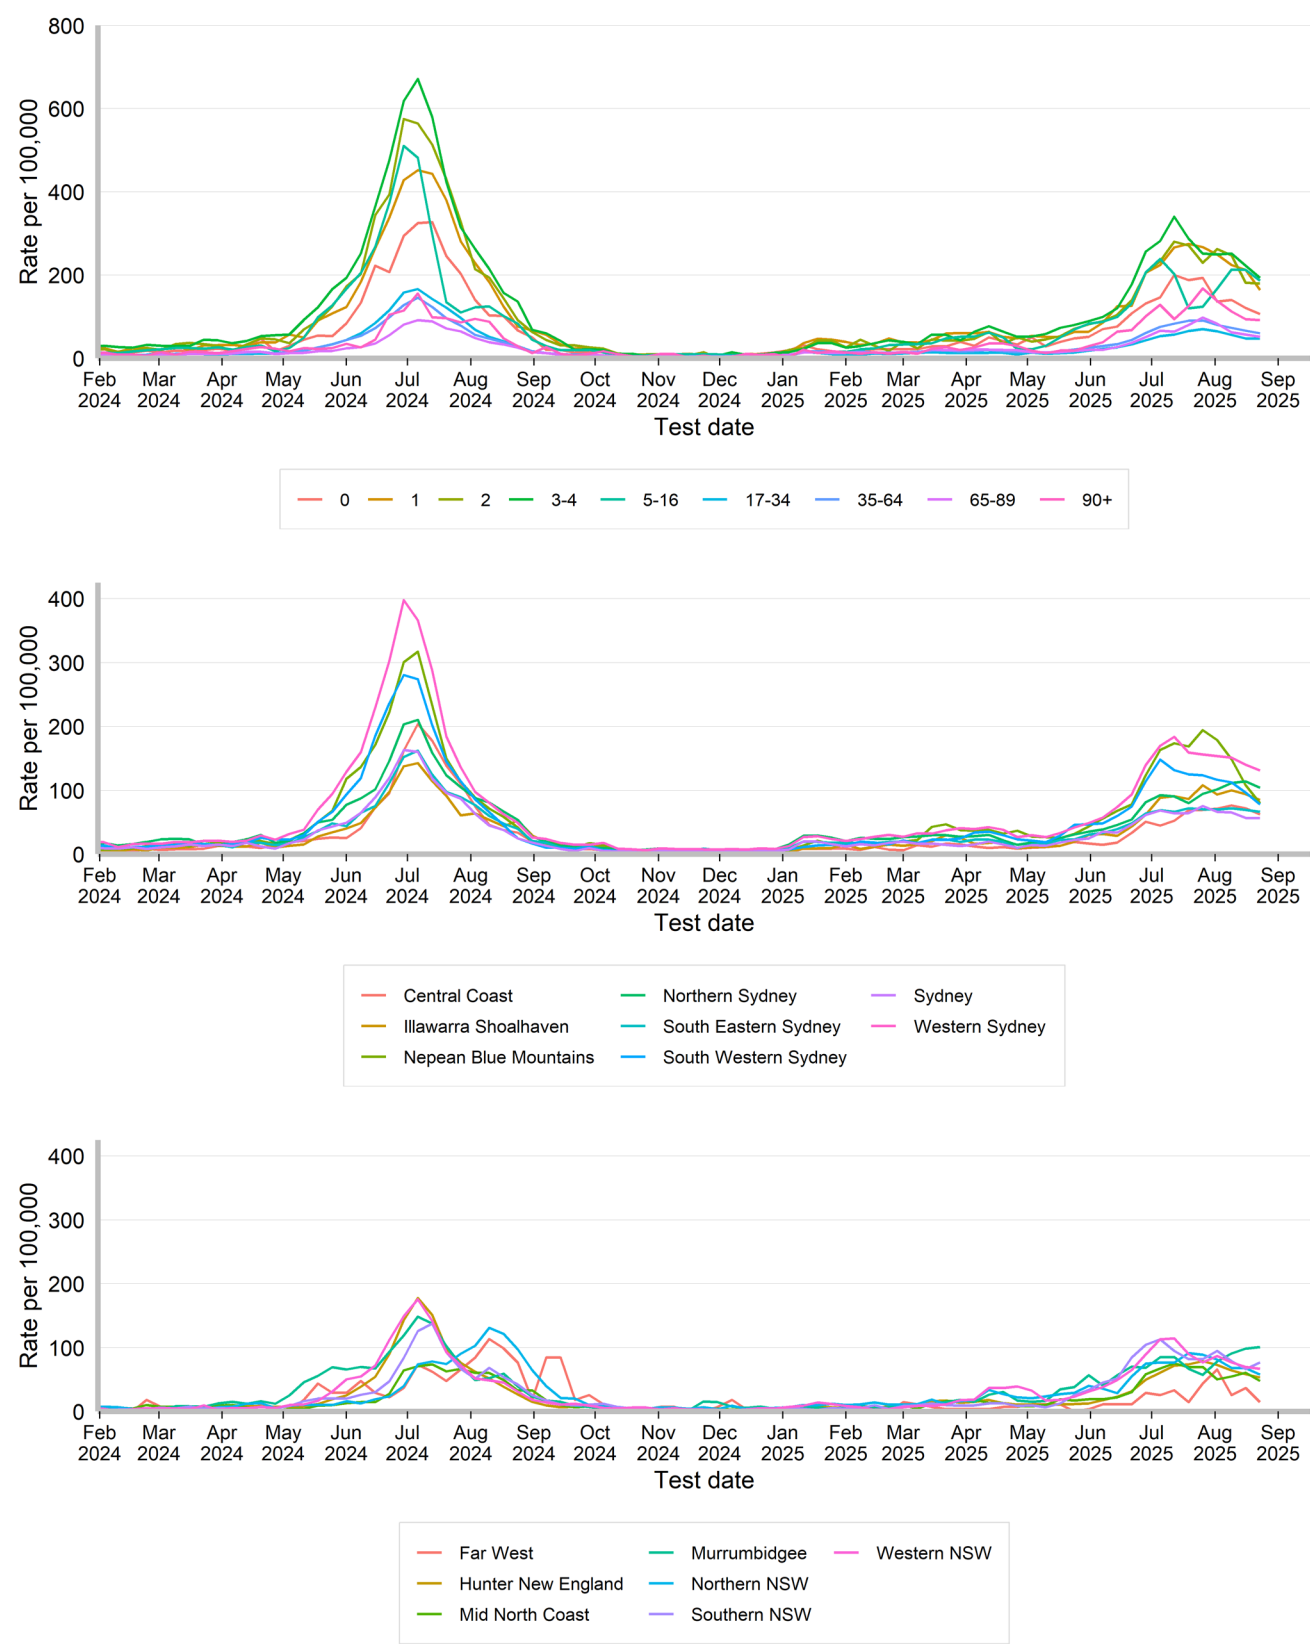 800
600
400
200
0
Rate per 100,000
Feb Mar Apr May Jun Jul Aug Sep Oct Nov Dec Jan Feb Mar Apr May Jun Jul Aug Sep
2024 2024 2024 2024 2024 2024 2024 2024 2024 2024 2024 2025 2025 2025 2025 2025 2025 2025 2025 2025
Test date
0 1 2 3-4 5-16 17-34 35-64 65-89 90+
400
300
200
100
0
Rate per 100,000
Feb Mar Apr May Jun Jul Aug Sep Oct Nov Dec Jan Feb Mar Apr May Jun Jul Aug Sep
2024 2024 2024 2024 2024 2024 2024 2024 2024 2024 2024 2025 2025 2025 2025 2025 2025 2025 2025 2025
Test date
Central Coast Northern Sydney Sydney
Illawarra Shoalhaven South Eastern Sydney Western Sydney
Nepean Blue Mountains South Western Sydney
400
300
200
100
0
Rate per 100,000
Feb Mar Apr May Jun Jul Aug Sep Oct Nov Dec Jan Feb Mar Apr May Jun Jul Aug Sep
2024 2024 2024 2024 2024 2024 2024 2024 2024 2024 2024 2025 2025 2025 2025 2025 2025 2025 2025 2025
Test date
Far West Murrumbidgee Western NSW
Hunter New England Northern NSW
Mid North Coast Southern NSW